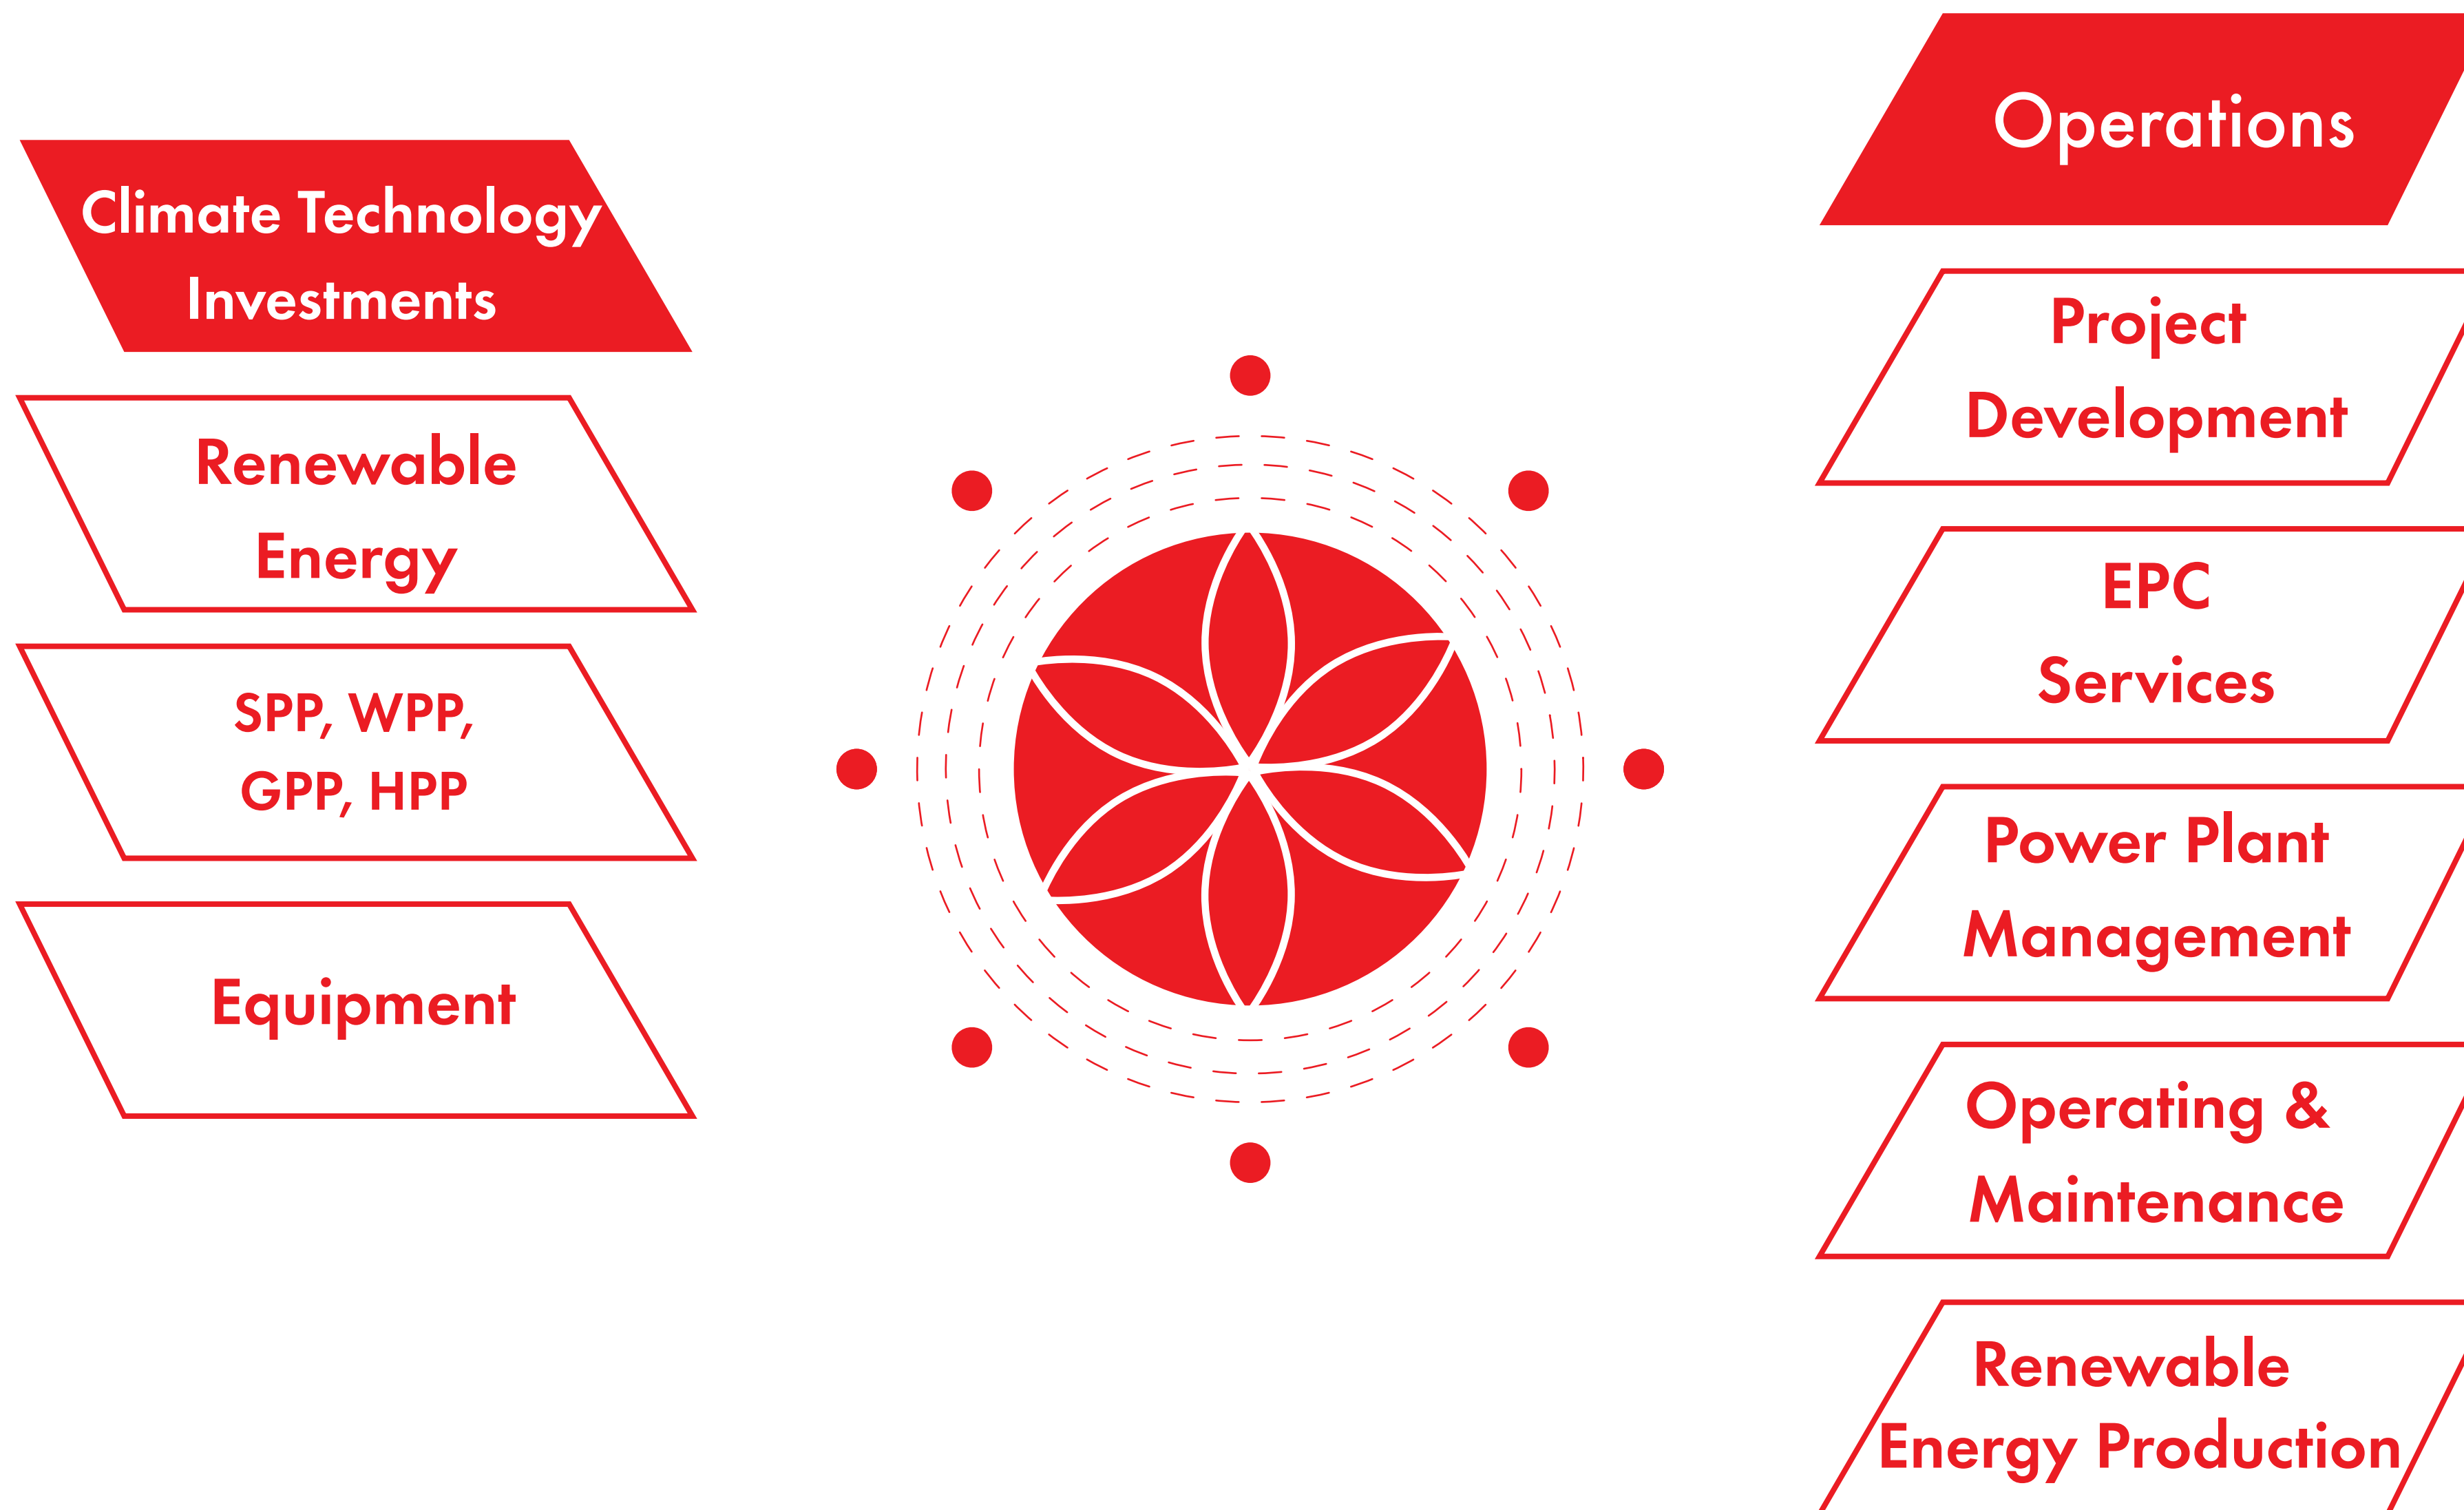 Climate Technology
Investments
Renewable
Energy
SPP, WPP,
GPP, HPP
Equipment
Operations
Project
Development
EPC
Services
Power Plant
Management
Operating &
Maintenance
Renewable
Energy Production